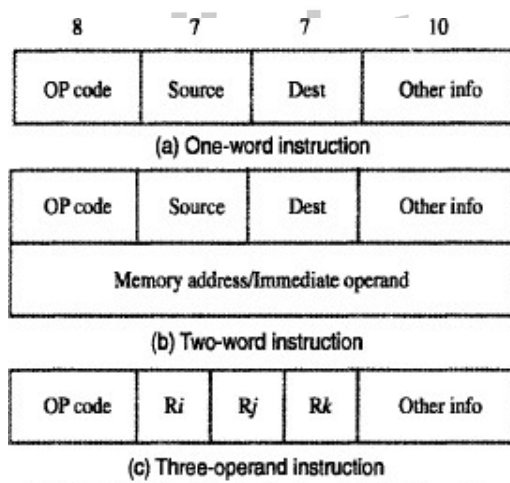 8 7 7 10
OP code Source Dest Other info
(a) One-word instruction
OP code Source Dest Other info
Memory address/Immediate operand
(b) Two-word instruction
OP code Ri Rj Rk Other info
(c) Three-operand instruction